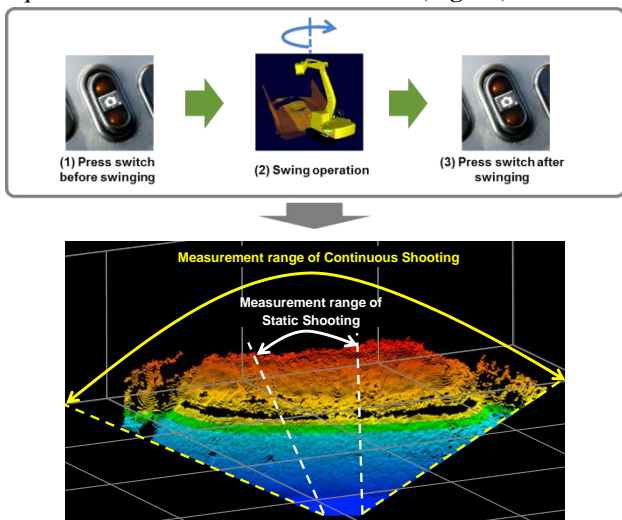 (1) Press switch
before swinging
(2) Swing operation
(3) Press switch after
swinging
Measurement range of Continuous Shooting
Measurement range of
Static Shooting